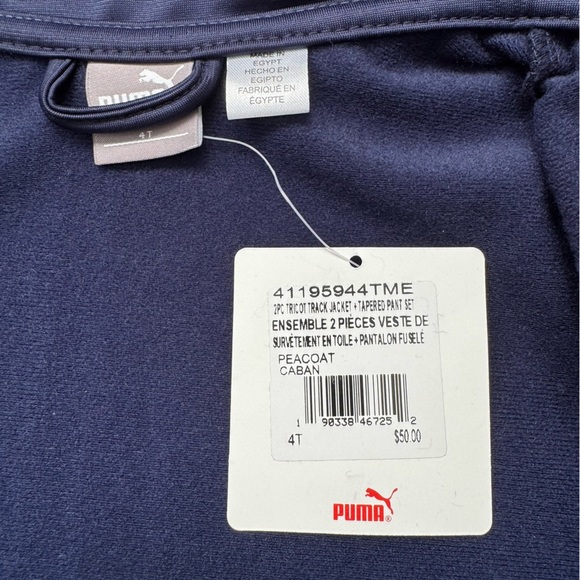 PUMA
4T
MADE IN
EGYPT
HECHO EN
EGIPTO
FABRIQUÉ EN
ÉGYPTE
41195944TME
2PC TRICOT TRACK JACKET + TAPERED PANT SET
ENSEMBLE 2 PIÈCES VESTE DE
SURVÊTEMENT EN TOILE + PANTALON FUSELÉ
PEACOAT
CABAN
1 90338 46725 2
4T $50.00
PUMA®